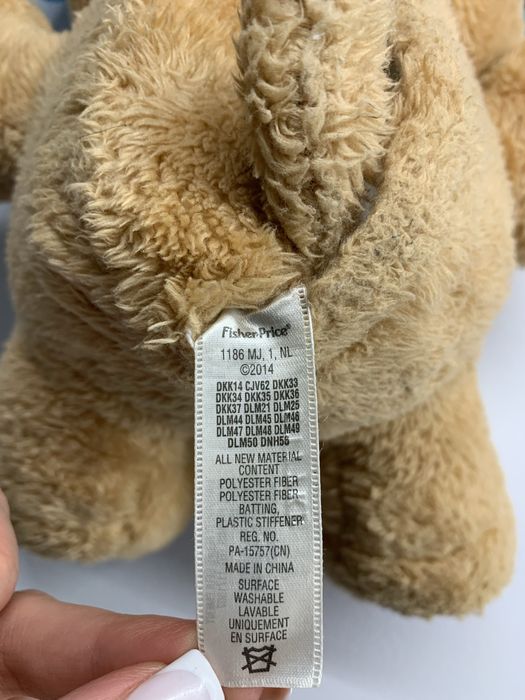 Fisher-Price®
1186 MJ, 1, NL
©2014
DKK14 CJV62 DKK33
DKK34 DKK35 DKK36
DKK37 DLM21 DLM25
DLM44 DLM45 DLM46
DLM47 DLM48 DLM49
DLM50 DNH56
ALL NEW MATERIAL
CONTENT
POLYESTER FIBER
POLYESTER FIBER
BATTING,
PLASTIC STIFFENER
REG. NO.
PA-15757(CN)
MADE IN CHINA
SURFACE
WASHABLE
LAVABLE
UNIQUEMENT
EN SURFACE